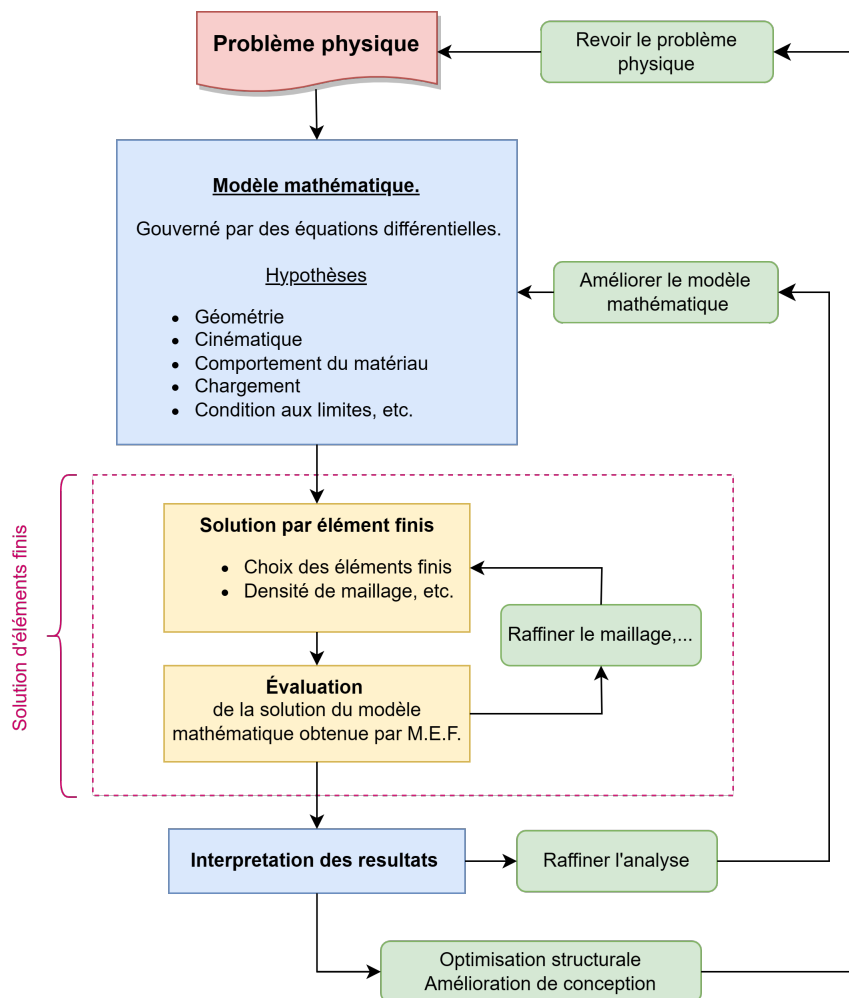 Problème physique
Revoir le problème
physique
Modèle mathématique.
Gouverné par des équations différentielles.
Hypothèses
• Géométrie
• Cinématique
• Comportement du matériau
• Chargement
• Condition aux limites, etc.
Améliorer le modèle
mathématique
Solution d'éléments finis
Solution par élément finis
• Choix des éléments finis
• Densité de maillage, etc.
Raffiner le maillage,...
Évaluation
de la solution du modèle
mathématique obtenue par M.E.F.
Interpretation des resultats
Raffiner l'analyse
Optimisation structurale
Amélioration de conception